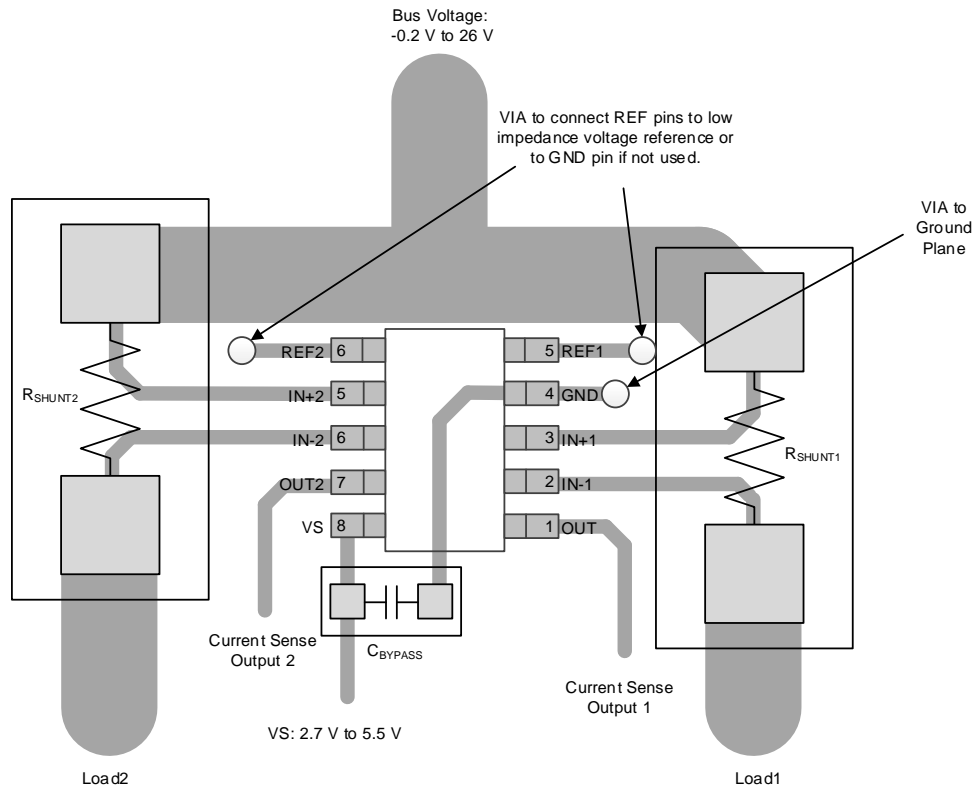 Bus Voltage:
-0.2 V to 26 V
VIA to connect REF pins to low
impedance voltage reference or
to GND pin if not used.
VIA to
Ground
Plane
REF2 6
5 REF1
IN+2 5
4 GND
RSHUNT2
IN-2 6
3 IN+1
RSHUNT1
OUT2 7
2 IN-1
VS 8
1 OUT
CBYPASS
Current Sense
Output 2
Current Sense
Output 1
VS: 2.7 V to 5.5 V
Load2
Load1